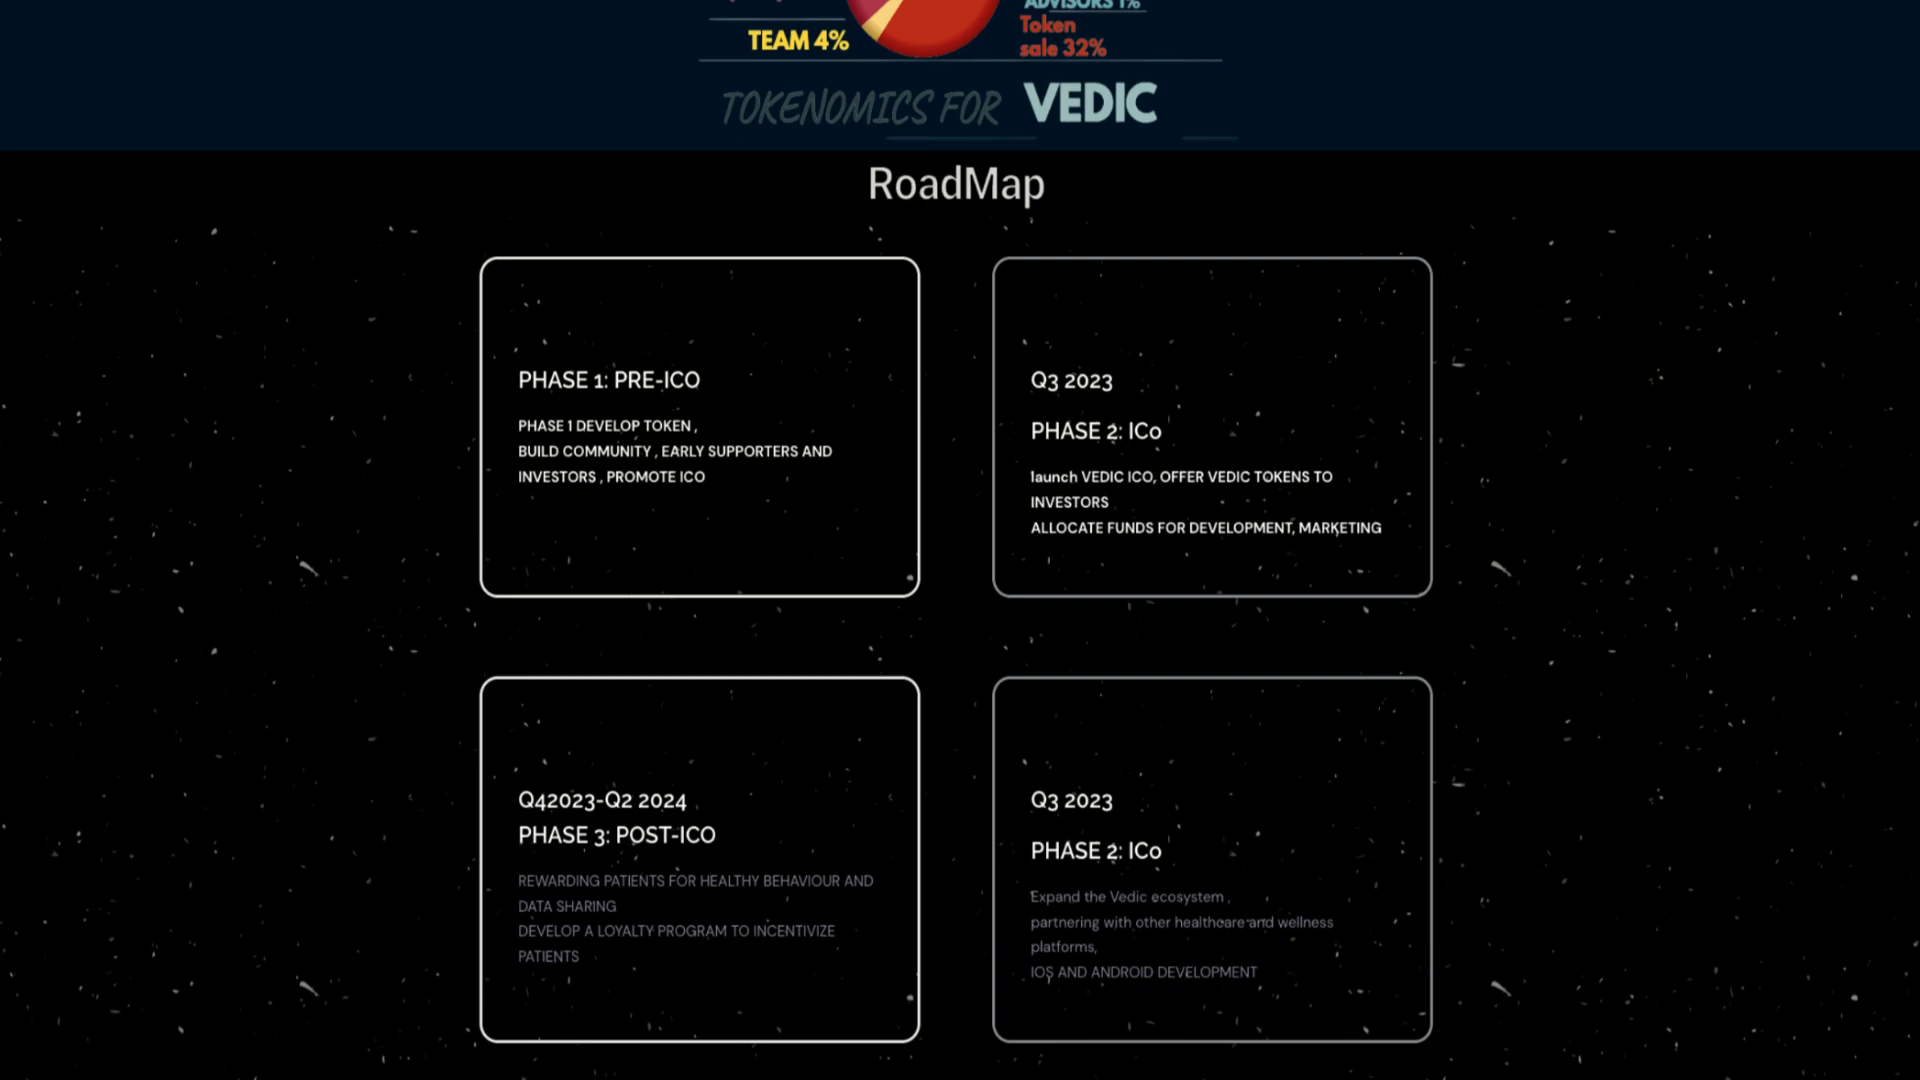 ADVISORS 1%
TEAM 4%
Token
sale 32%
TOKENOMICS FOR VEDIC
RoadMap
PHASE 1: PRE-ICO
PHASE 1 DEVELOP TOKEN ,
BUILD COMMUNITY , EARLY SUPPORTERS AND
INVESTORS , PROMOTE ICO
Q3 2023
PHASE 2: ICo
launch VEDIC ICO, OFFER VEDIC TOKENS TO
INVESTORS
ALLOCATE FUNDS FOR DEVELOPMENT, MARKETING
Q42023-Q2 2024
PHASE 3: POST-ICO
REWARDING PATIENTS FOR HEALTHY BEHAVIOUR AND
DATA SHARING
DEVELOP A LOYALTY PROGRAM TO INCENTIVIZE
PATIENTS
Q3 2023
PHASE 2: ICo
Expand the Vedic ecosystem ,
partnering with other healthcare and wellness
platforms,
IOS AND ANDROID DEVELOPMENT